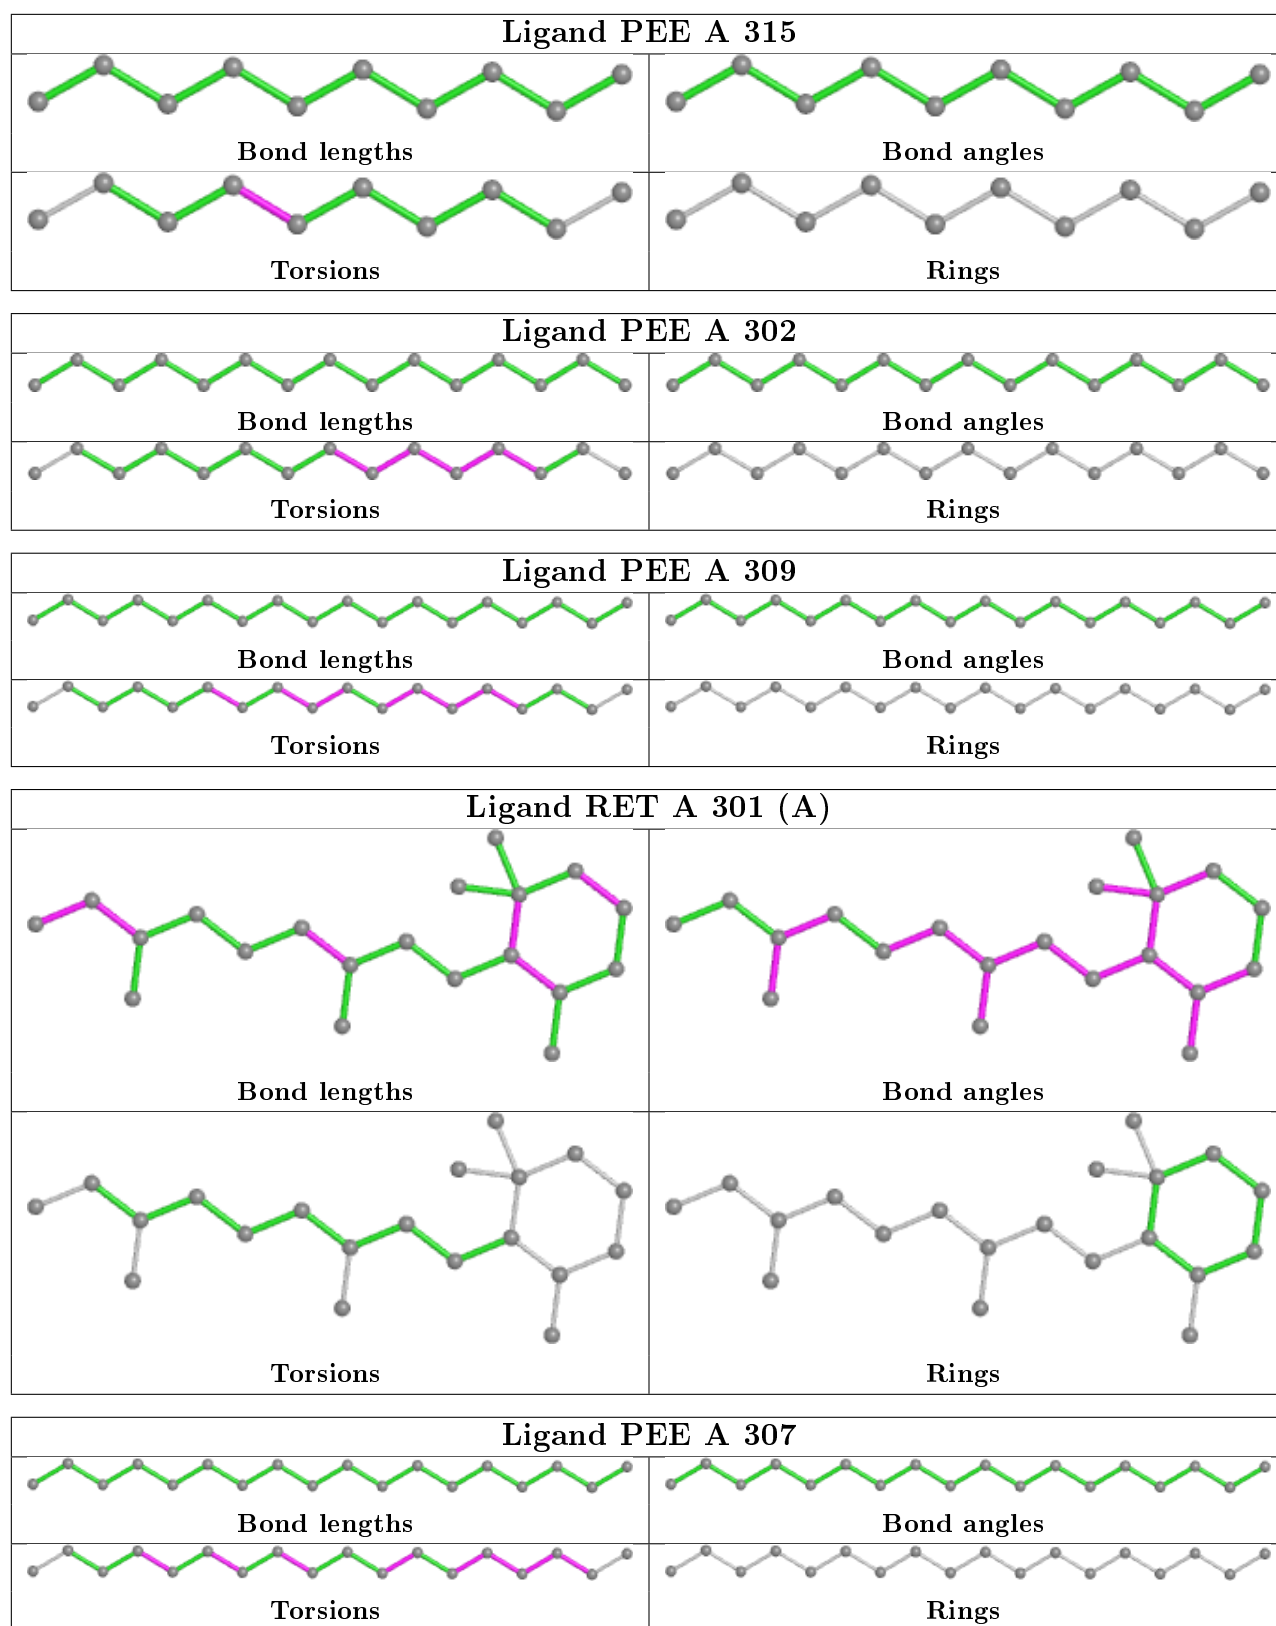 Ligand PEE A 315
Bond lengths
Bond angles
Torsions
Rings
Ligand PEE A 302
Bond lengths
Bond angles
Torsions
Rings
Ligand PEE A 309
Bond lengths
Bond angles
Torsions
Rings
Ligand RET A 301 (A)
Bond lengths
Bond angles
Torsions
Rings
Ligand PEE A 307
Bond lengths
Bond angles
Torsions
Rings